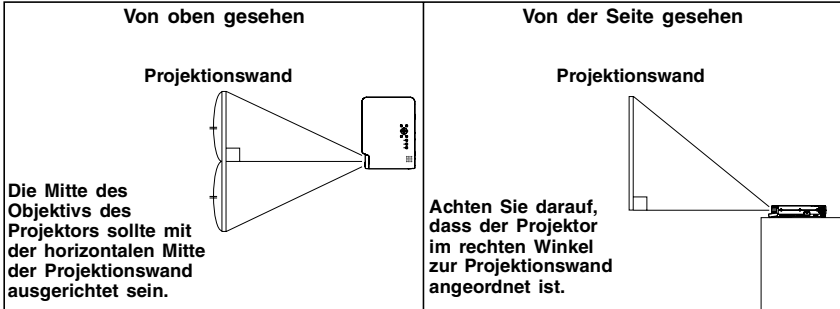 Von oben gesehen
Projektionswand
Die Mitte des
Objektivs des
Projektors sollte mit
der horizontalen Mitte
der Projektionswand
ausgerichtet sein.
Von der Seite gesehen
Projektionswand
Achten Sie darauf,
dass der Projektor
im rechten Winkel
zur Projektionswand
angeordnet ist.